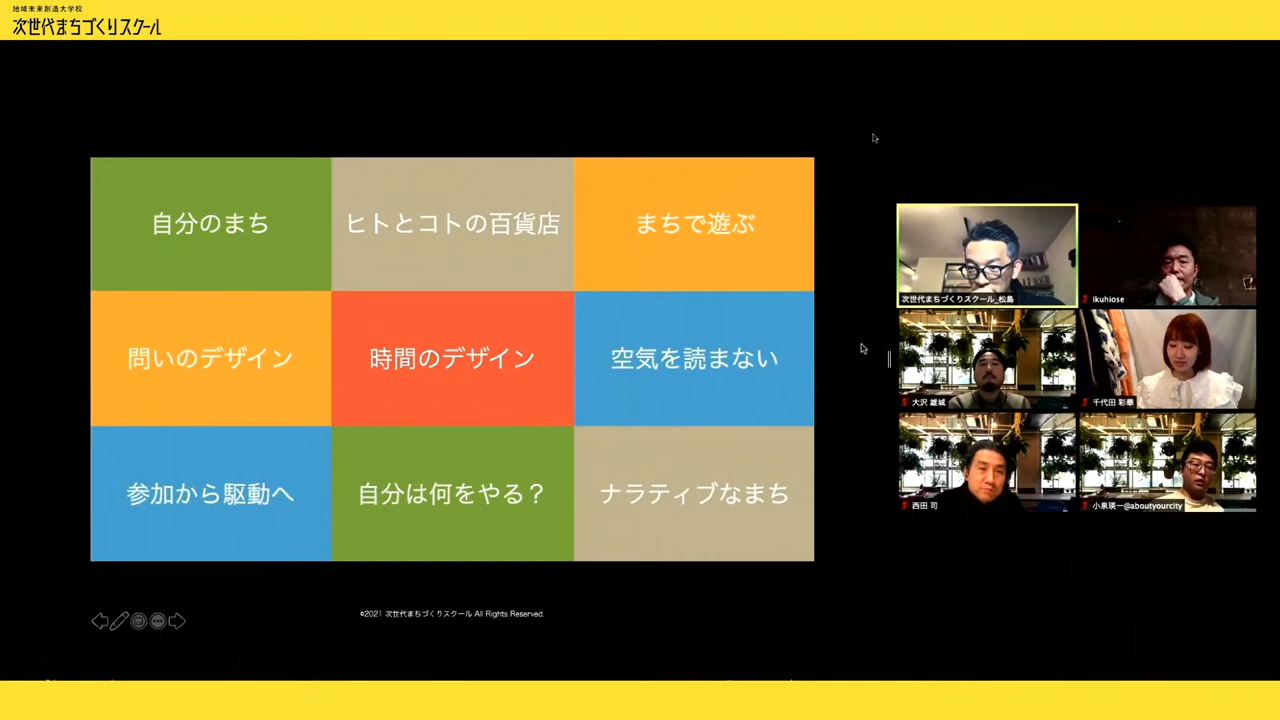 地域未来創造大学校
次世代まちづくりスクール
自分のまち
ヒトとコトの百貨店
まちで遊ぶ
問いのデザイン
時間のデザイン
空気を読まない
参加から駆動へ
自分は何をやる？
ナラティブなまち
©2021 次世代まちづくりスクール All Rights Reserved.
次世代まちづくりスクール_松島
ikuhiose
大沢 雄城
千代田 彩華
西田 司
小泉瑛一@aboutyourcity